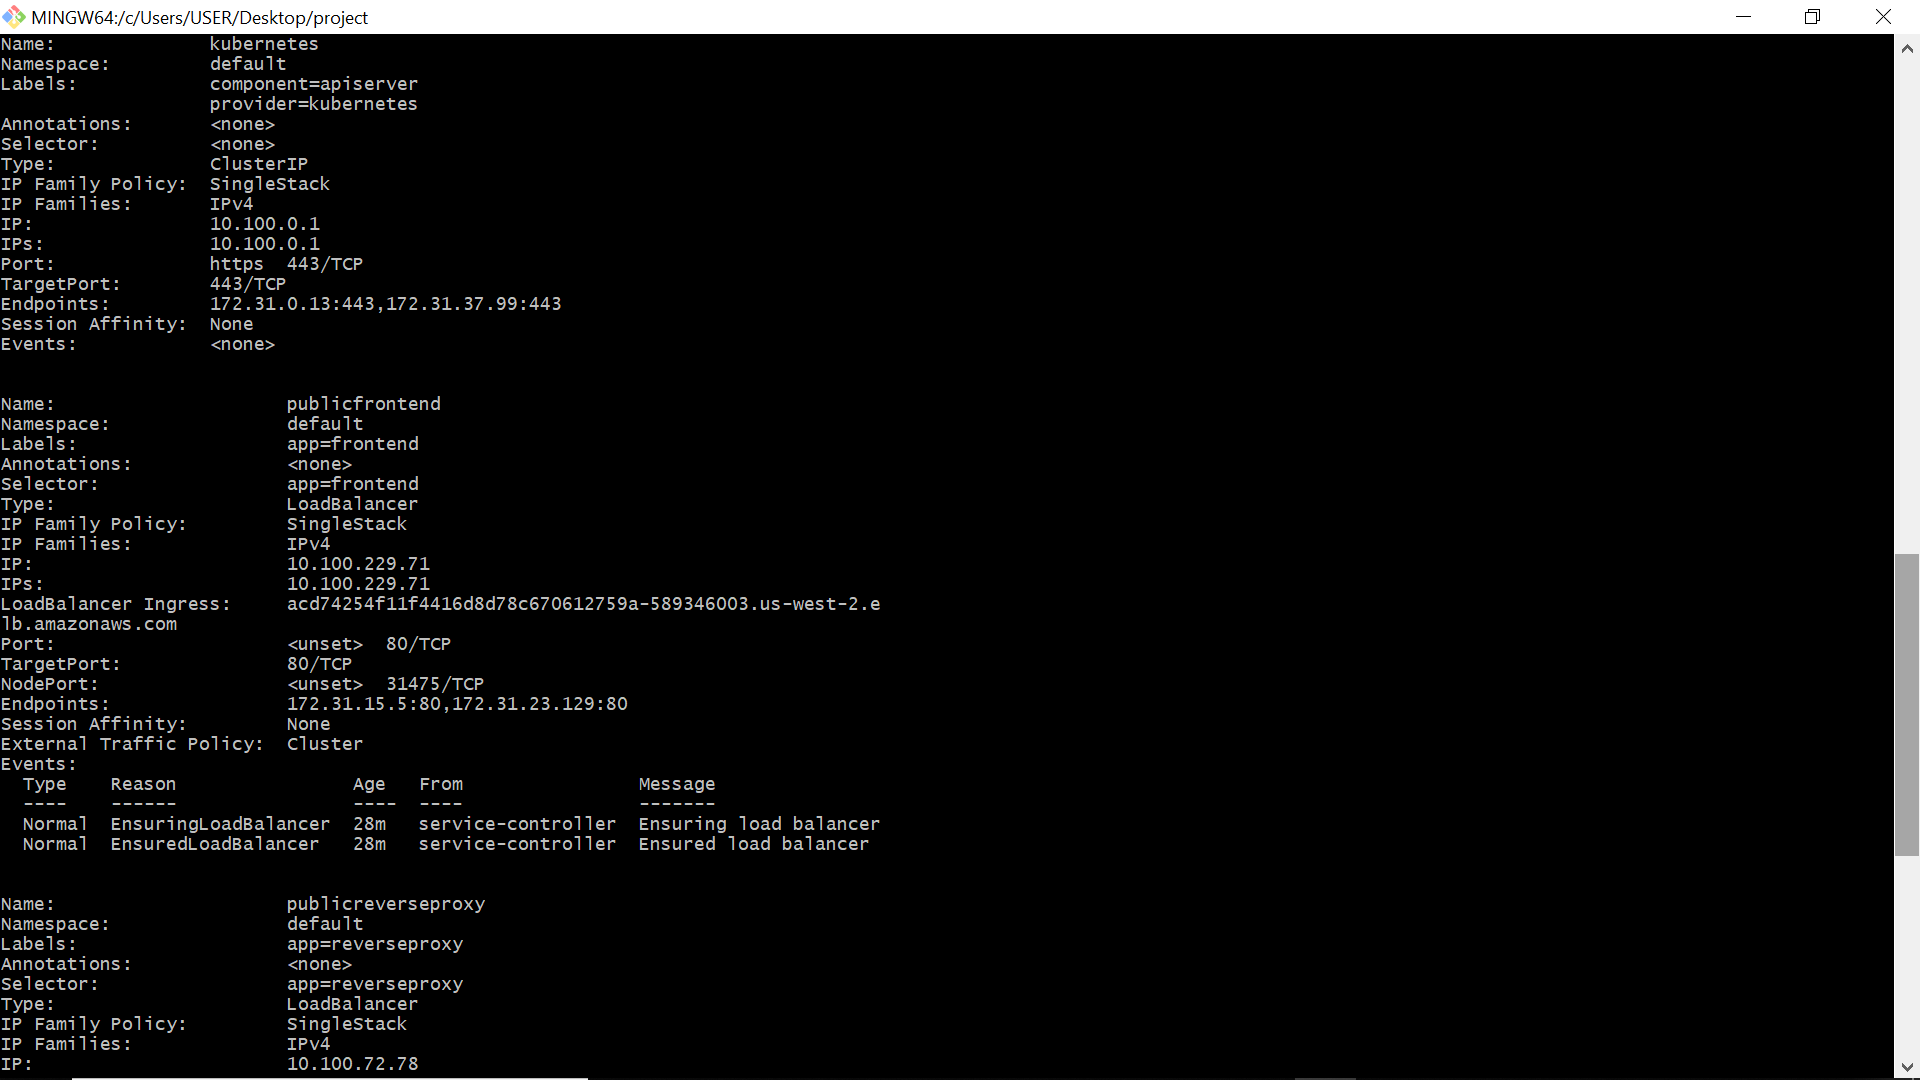 MINGW64:/c/Users/USER/Desktop/project
Name:              kubernetes
Namespace:         default
Labels:            component=apiserver
                   provider=kubernetes
Annotations:       <none>
Selector:          <none>
Type:              ClusterIP
IP Family Policy:  SingleStack
IP Families:       IPv4
IP:                10.100.0.1
IPs:               10.100.0.1
Port:              https  443/TCP
TargetPort:        443/TCP
Endpoints:         172.31.0.13:443,172.31.37.99:443
Session Affinity:  None
Events:            <none>

Name:                     publicfrontend
Namespace:                default
Labels:                   app=frontend
Annotations:              <none>
Selector:                 app=frontend
Type:                     LoadBalancer
IP Family Policy:         SingleStack
IP Families:              IPv4
IP:                       10.100.229.71
IPs:                      10.100.229.71
LoadBalancer Ingress:     acd74254f11f4416d8d78c670612759a-589346003.us-west-2.e
lb.amazonaws.com
Port:                     <unset>  80/TCP
TargetPort:               80/TCP
NodePort:                 <unset>  31475/TCP
Endpoints:                172.31.15.5:80,172.31.23.129:80
Session Affinity:         None
External Traffic Policy:  Cluster
Events:
  Type    Reason                Age   From                Message
  ----    ------                ----  ----                -------
  Normal  EnsuringLoadBalancer  28m   service-controller  Ensuring load balancer
  Normal  EnsuredLoadBalancer   28m   service-controller  Ensured load balancer

Name:                     publicreverseproxy
Namespace:                default
Labels:                   app=reverseproxy
Annotations:              <none>
Selector:                 app=reverseproxy
Type:                     LoadBalancer
IP Family Policy:         SingleStack
IP Families:              IPv4
IP:                       10.100.72.78